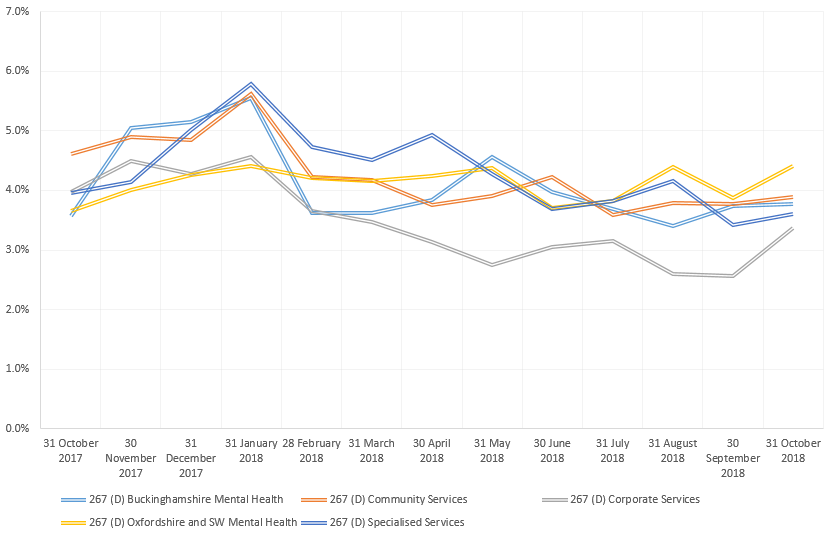 7.0%
6.0%
5.0%
4.0%
3.0%
2.0%
1.0%
0.0%
31 October 30 31 31 January 28 February 31 March 30 April 31 May 30 June 31 July 31 August 30 31 October
2017 November December 2018 2018 2018 2018 2018 2018 2018 2018 September 2018
2017 2017 2018
267 (D) Buckinghamshire Mental Health 267 (D) Community Services 267 (D) Corporate Services
267 (D) Oxfordshire and SW Mental Health 267 (D) Specialised Services